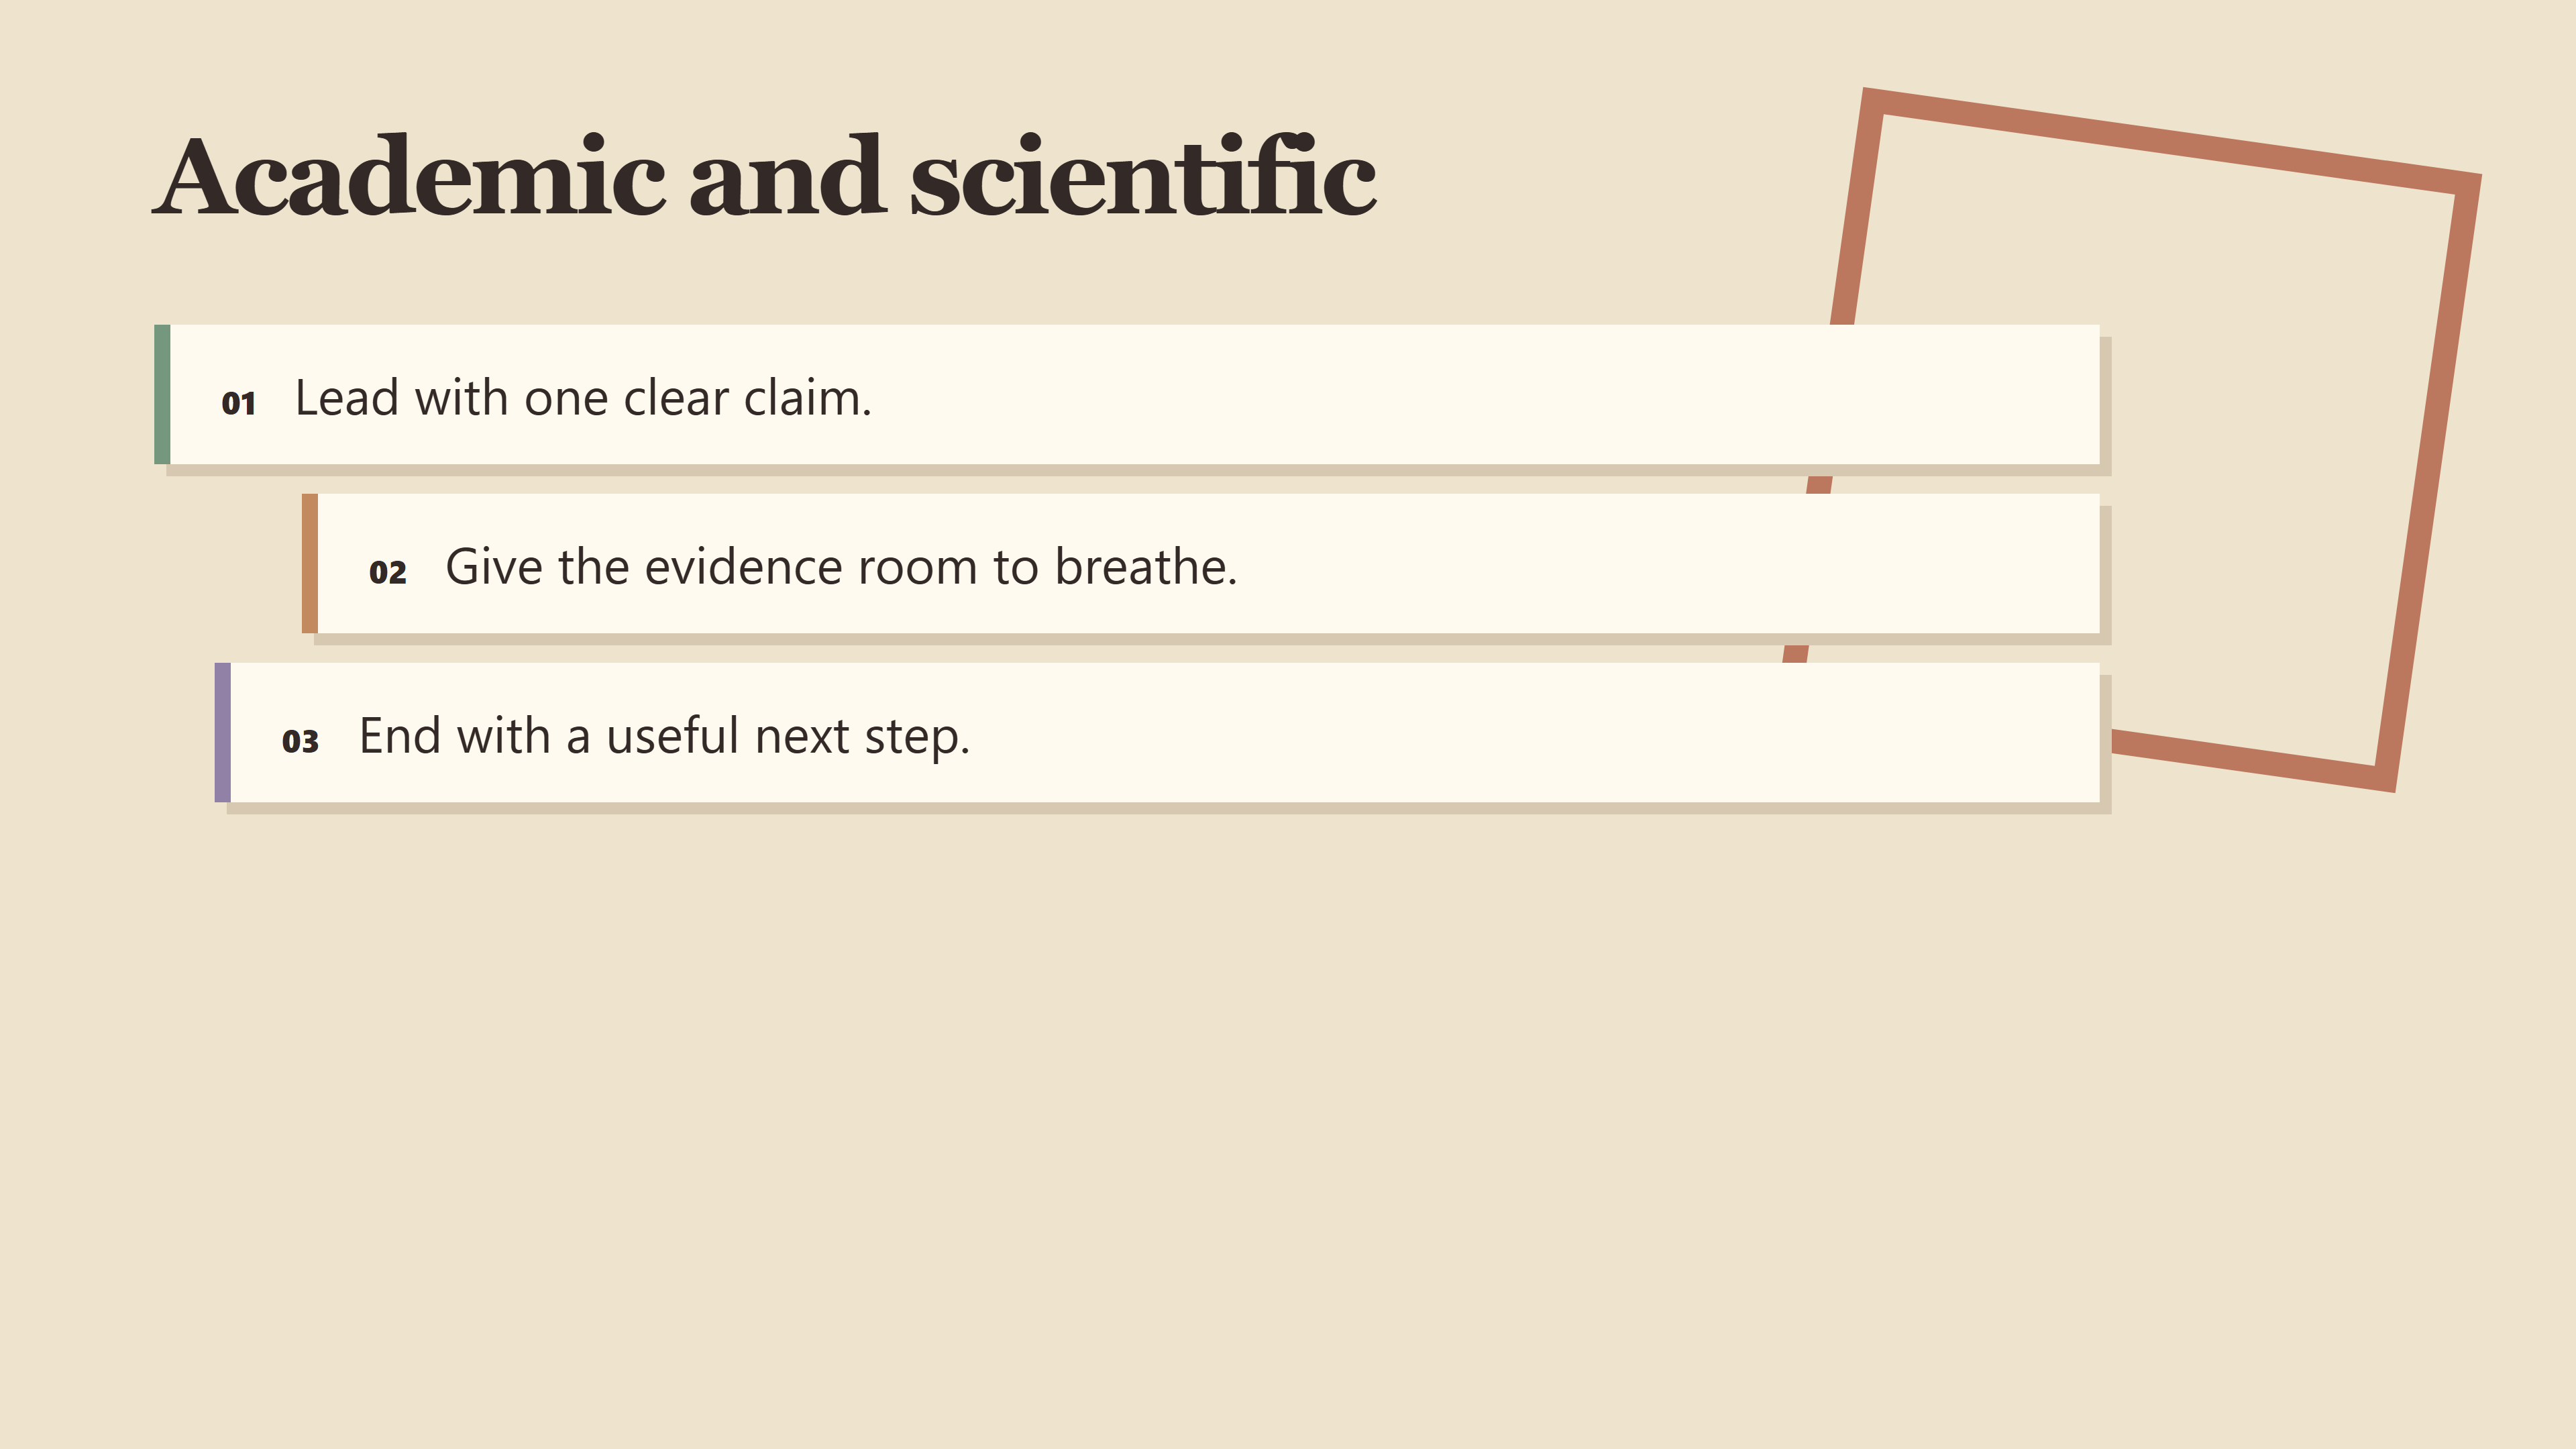 Academic and scientific
01 Lead with one clear claim.
02 Give the evidence room to breathe.
03 End with a useful next step.